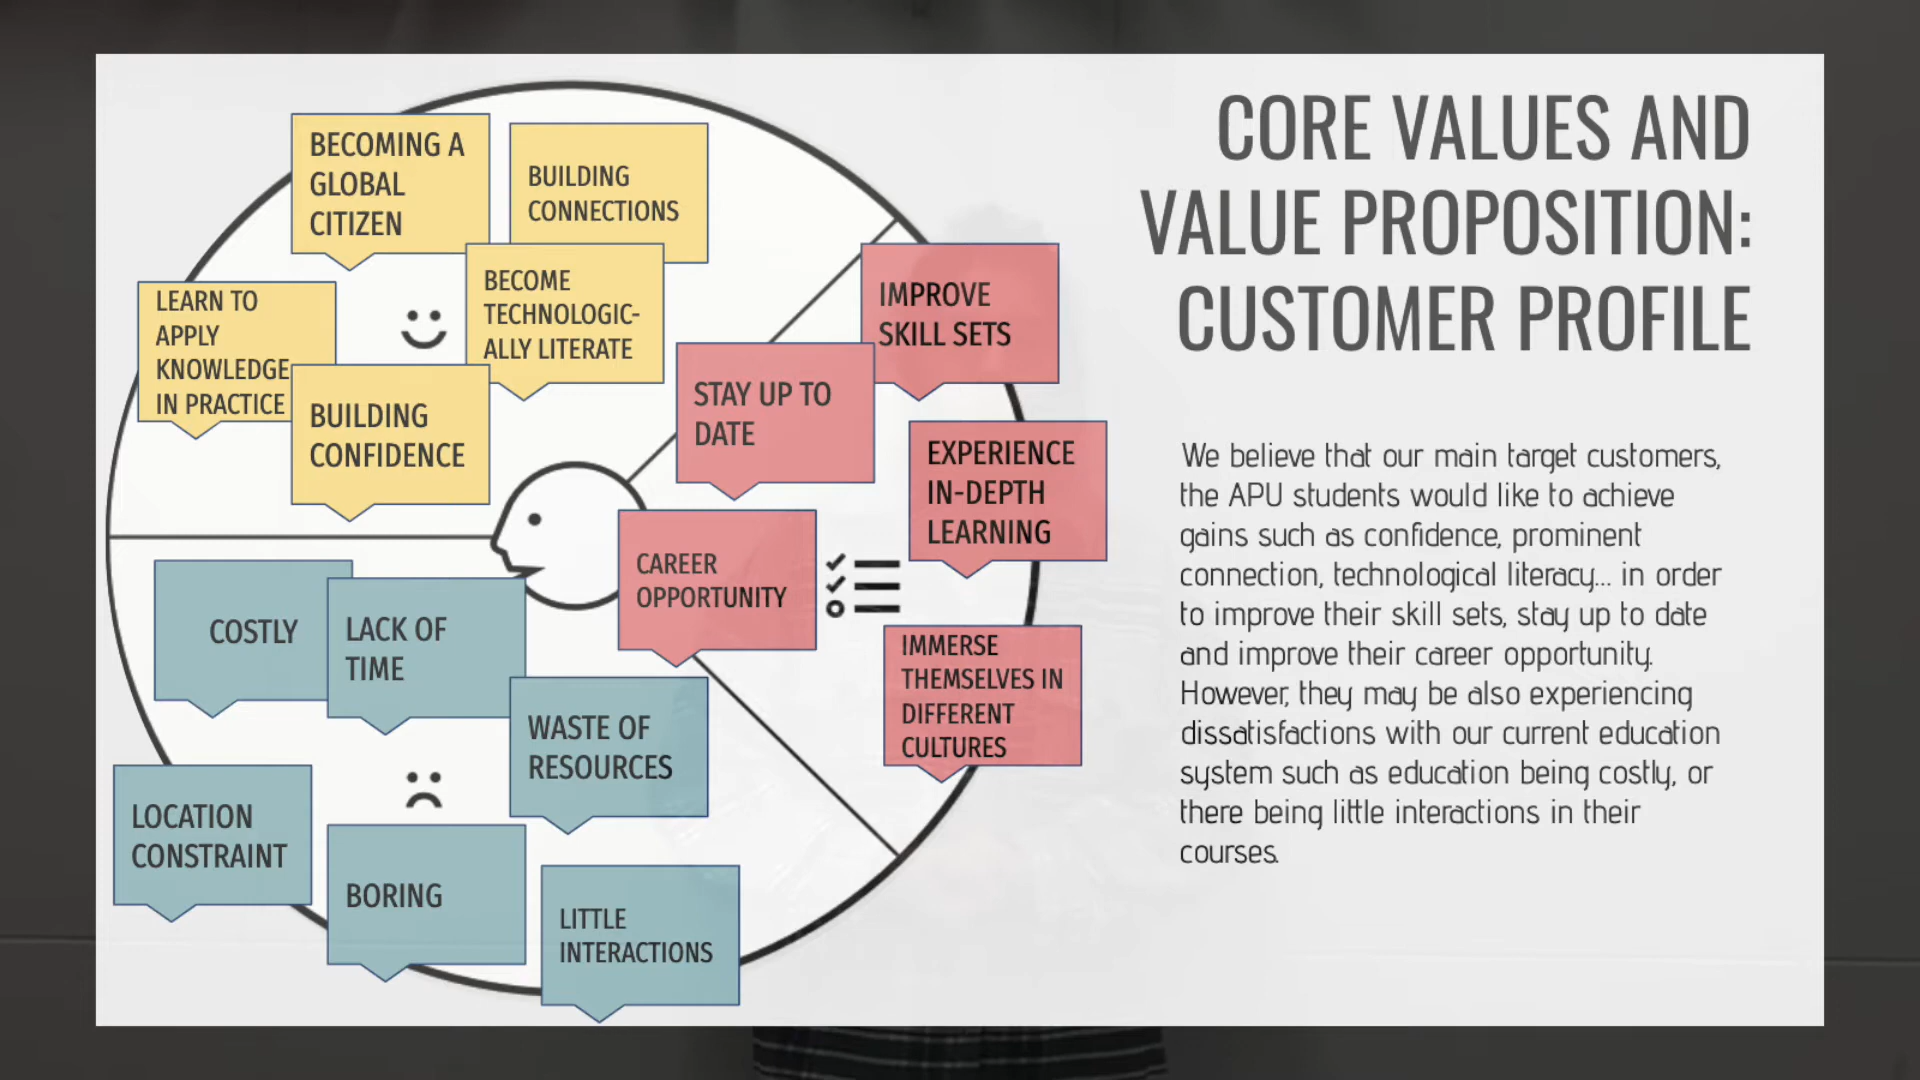 CORE VALUES AND
VALUE PROPOSITION:
CUSTOMER PROFILE
BECOMING A
GLOBAL
CITIZEN
BUILDING
CONNECTIONS
LEARN TO
APPLY
KNOWLEDGE
IN PRACTICE
BECOME
TECHNOLOGIC-
ALLY LITERATE
BUILDING
CONFIDENCE
IMPROVE
SKILL SETS
STAY UP TO
DATE
EXPERIENCE
IN-DEPTH
LEARNING
CAREER
OPPORTUNITY
IMMERSE
THEMSELVES IN
DIFFERENT
CULTURES
COSTLY
LACK OF
TIME
WASTE OF
RESOURCES
LOCATION
CONSTRAINT
BORING
LITTLE
INTERACTIONS
We believe that our main target customers,
the APU students would like to achieve
gains such as confidence, prominent
connection, technological literacy... in order
to improve their skill sets, stay up to date
and improve their career opportunity.
However, they may be also experiencing
dissatisfactions with our current education
system such as education being costly, or
there being little interactions in their
courses.